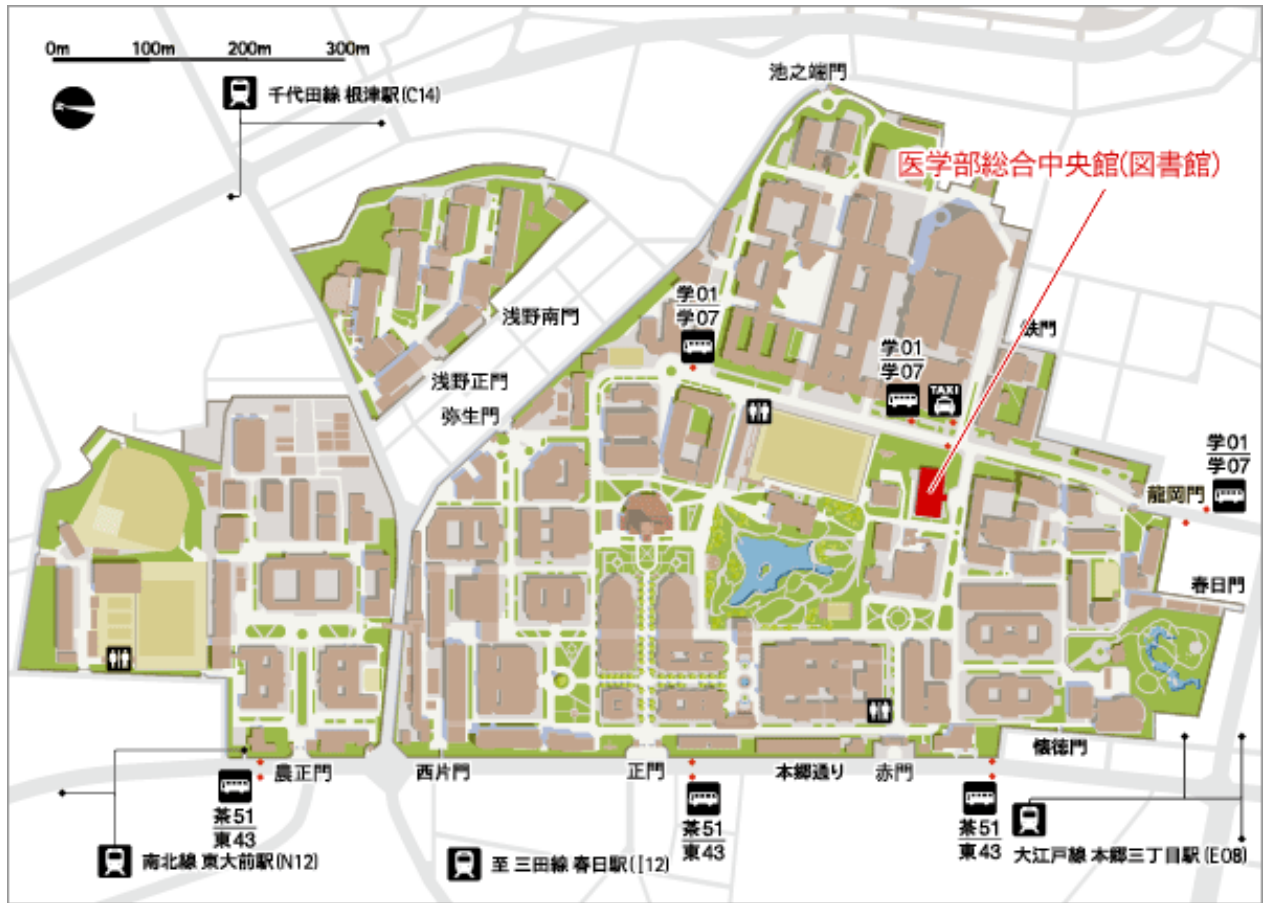 0m 100m 200m 300m
千代田線 根津駅(C14)
池之端門
医学部総合中央館(図書館)
学01
学07
浅野南門
鉄門
学01
学07
TAXI
浅野正門
弥生門
学01
学07
龍岡門
春日門
農正門
西片門
正門
本郷通り
赤門
懐徳門
茶51
東43
茶51
東43
茶51
東43
南北線 東大前駅(N12)
至 三田線 春日駅(I12)
大江戸線 本郷三丁目駅(E08)